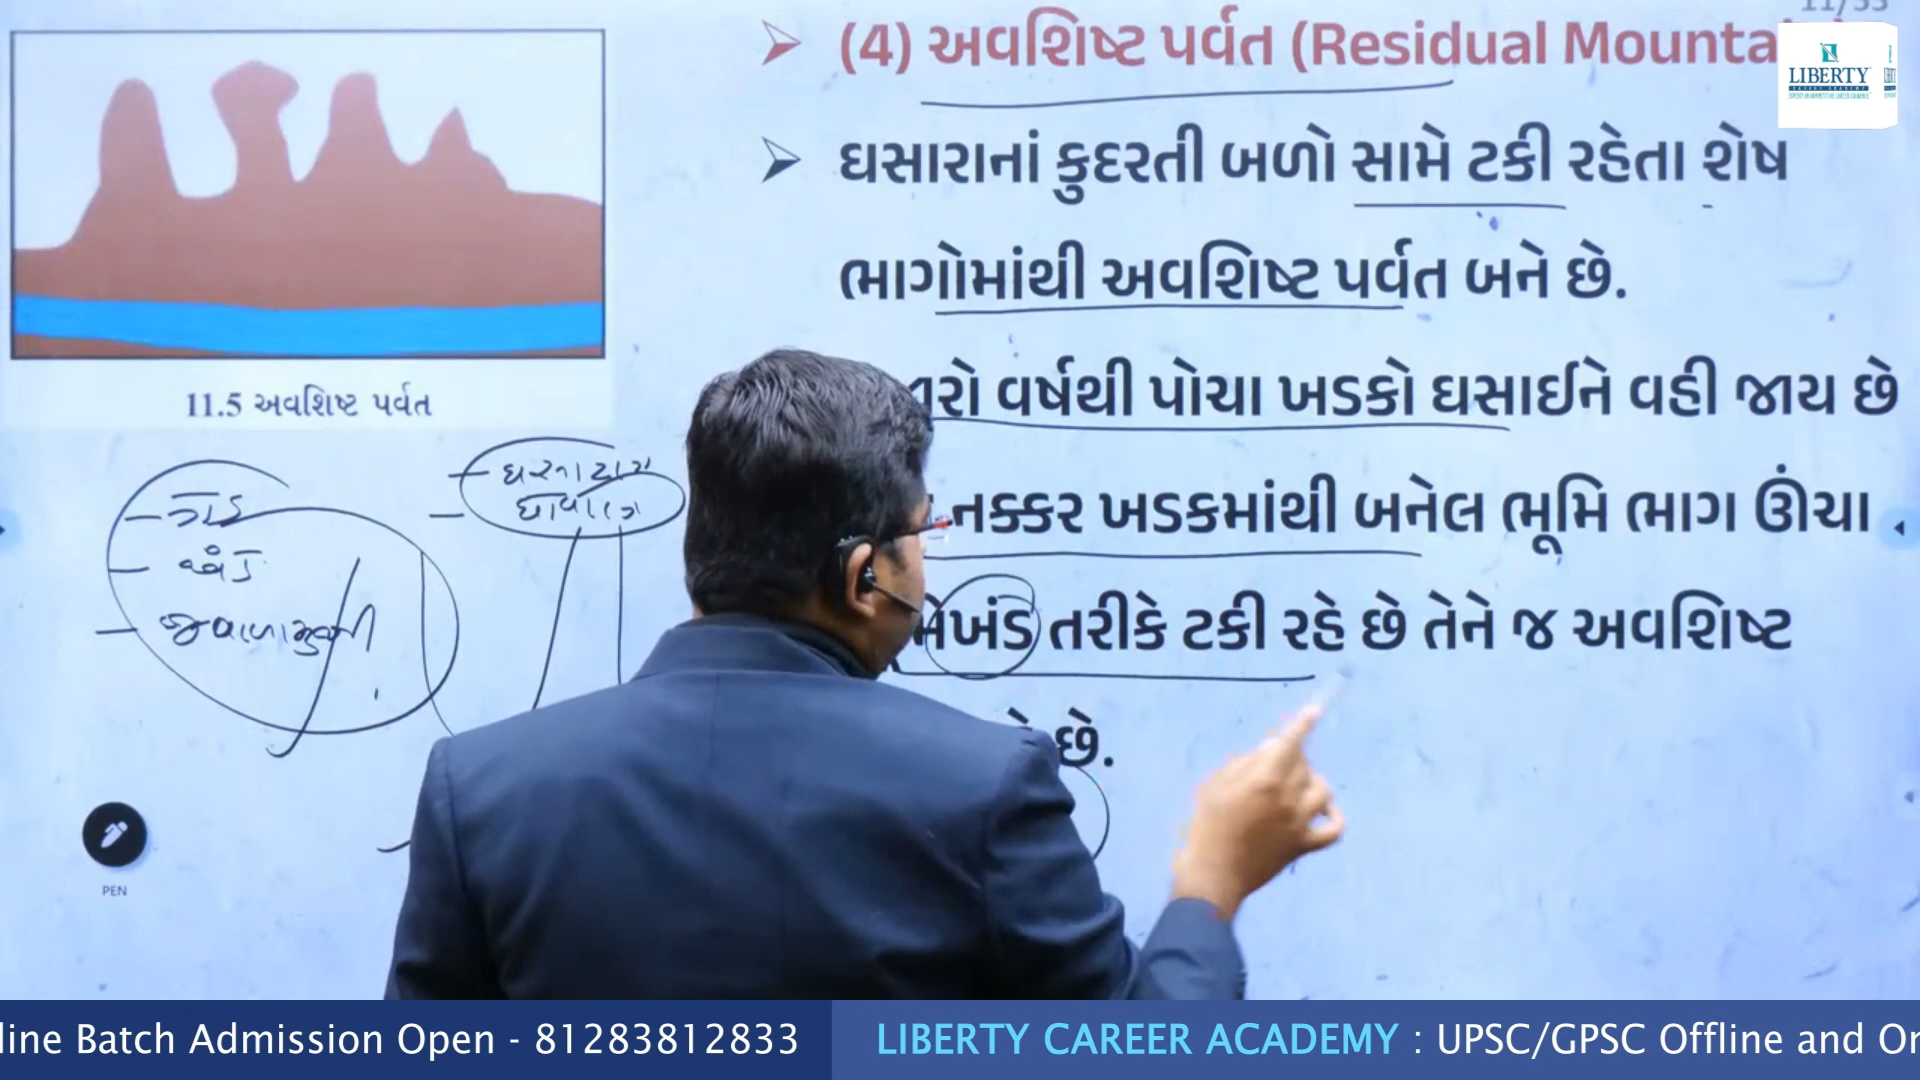 11/33
(4) અવશિષ્ટ પર્વત (Residual Mounta
LIBERTY
ઘસારાનાં કુદરતી બળો સામે ટકી રહેતા શેષ
ભાગોમાંથી અવશિષ્ટ પર્વત બને છે.
રો વર્ષથી પોચા ખડકો ઘસાઈને વહી જાય છે
નક્કર ખડકમાંથી બનેલ ભૂમિ ભાગ ઊંચા
ખંડ તરીકે ટકી રહે છે તેને જ અવશિષ્ટ
છે.
11.5 અવશિષ્ટ પર્વત
ગેડ
ખંડ
જ્વાળામુખી
PEN
line Batch Admission Open - 81283812833
LIBERTY CAREER ACADEMY : UPSC/GPSC Offline and On